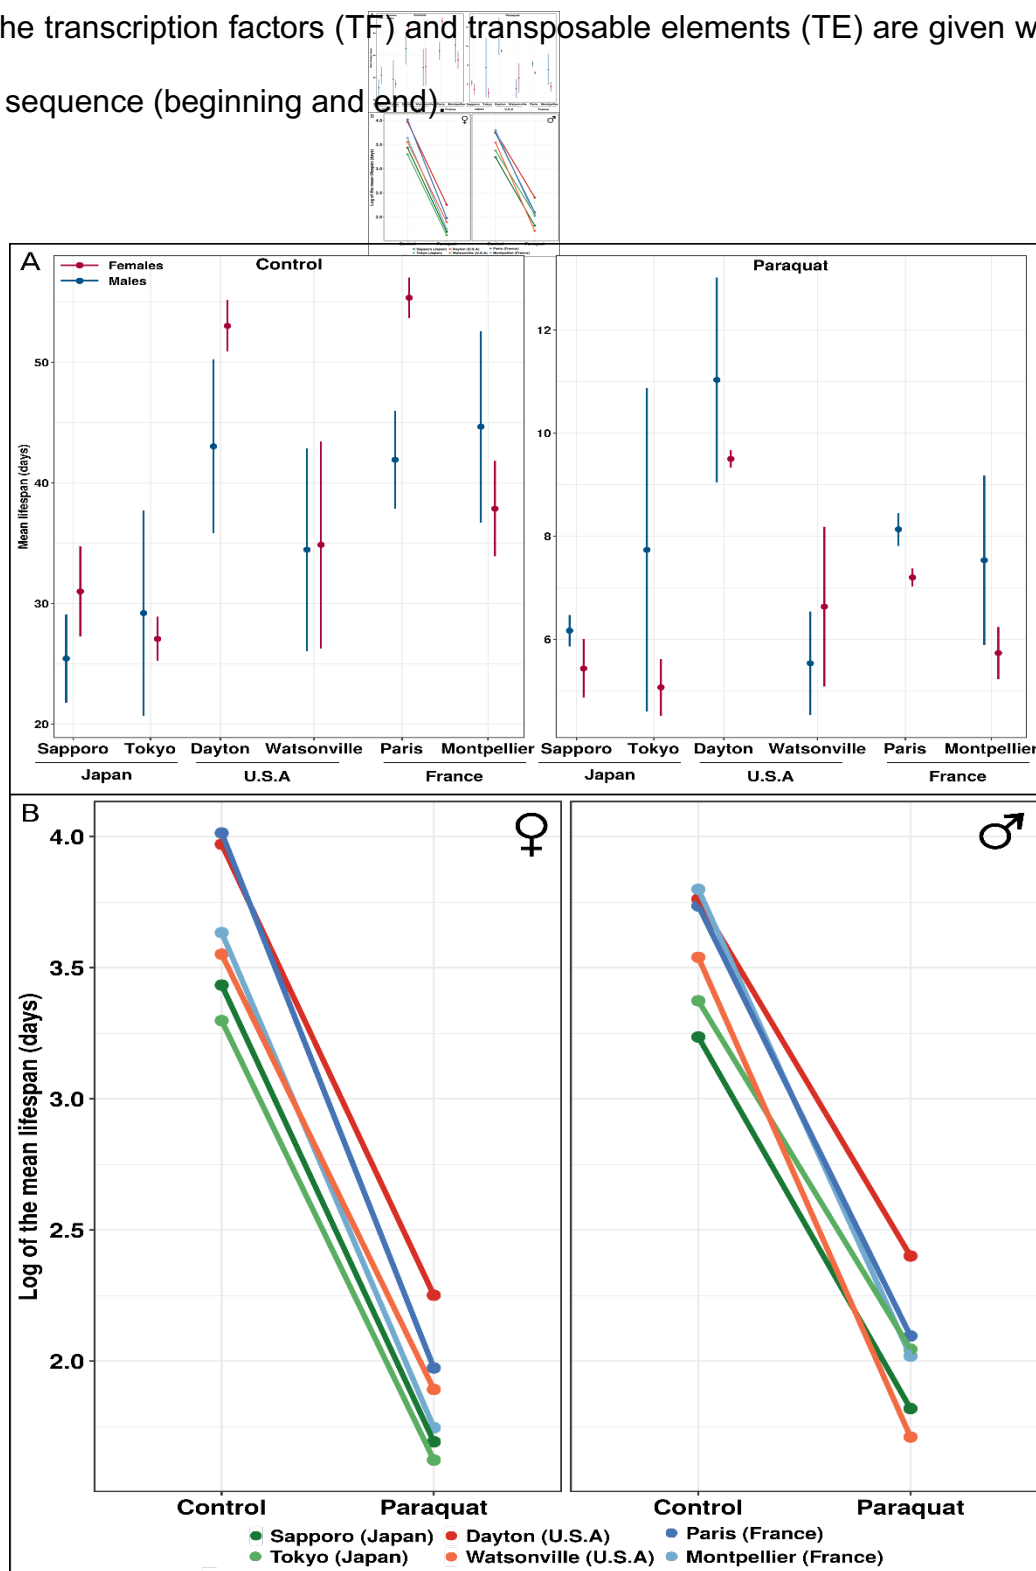 he transcription factors (TF) and transposable elements (TE) are given w
sequence (beginning and end).
A
Females
Males
Control
Paraquat
Mean lifespan (days)
50
40
30
20
12
10
8
6
Sapporo Tokyo Dayton Watsonville Paris Montpellier
Japan U.S.A France
Sapporo Tokyo Dayton Watsonville Paris Montpellier
Japan U.S.A France
B
♀
♂
Log of the mean lifespan (days)
4.0
3.5
3.0
2.5
2.0
Control Paraquat
Control Paraquat
Sapporo (Japan) Dayton (U.S.A) Paris (France)
Tokyo (Japan) Watsonville (U.S.A) Montpellier (France)